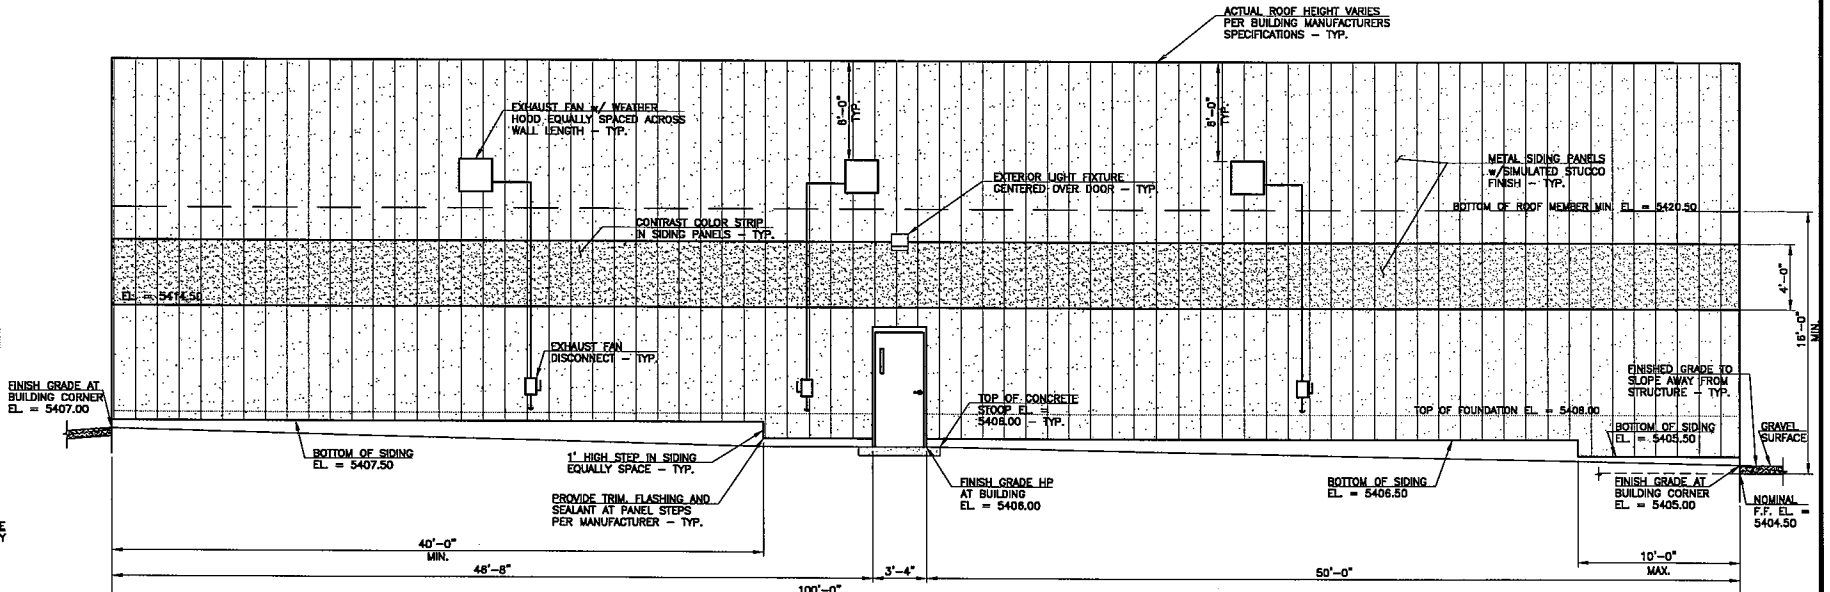 ACTUAL ROOF HEIGHT VARIES
PER BUILDING MANUFACTURERS
SPECIFICATIONS – TYP.
EXHAUST FAN w/ WEATHER
HOOD EQUALLY SPACED ACROSS
WALL LENGTH – TYP.
6'-0"
TYP.
6'-0"
TYP.
EXTERIOR LIGHT FIXTURE
CENTERED OVER DOOR – TYP.
METAL SIDING PANELS
w/SIMULATED STUCCO
FINISH – TYP.
BOTTOM OF ROOF MEMBER MIN. EL = 5420.50
CONTRAST COLOR STRIP
IN SIDING PANELS – TYP.
EL = 5414.50
4'-0"
16'-0"
MIN.
EXHAUST FAN
DISCONNECT – TYP.
FINISH GRADE AT
BUILDING CORNER
EL = 5407.00
TOP OF CONCRETE
STOOP EL =
5406.00 – TYP.
FINISHED GRADE TO
SLOPE AWAY FROM
STRUCTURE – TYP.
TOP OF FOUNDATION EL = 5408.00
BOTTOM OF SIDING
EL = 5405.50
GRAVEL
SURFACE
BOTTOM OF SIDING
EL = 5407.50
1' HIGH STEP IN SIDING
EQUALLY SPACE – TYP.
PROVIDE TRIM, FLASHING AND
SEALANT AT PANEL STEPS
PER MANUFACTURER – TYP.
FINISH GRADE HP
AT BUILDING
EL = 5406.00
BOTTOM OF SIDING
EL = 5406.50
FINISH GRADE AT
BUILDING CORNER
EL = 5405.00
NOMINAL
F.F. EL =
5404.50
40'-0"
MIN.
46'-8"
3'-4"
50'-0"
10'-0"
MAX.
100'-0"